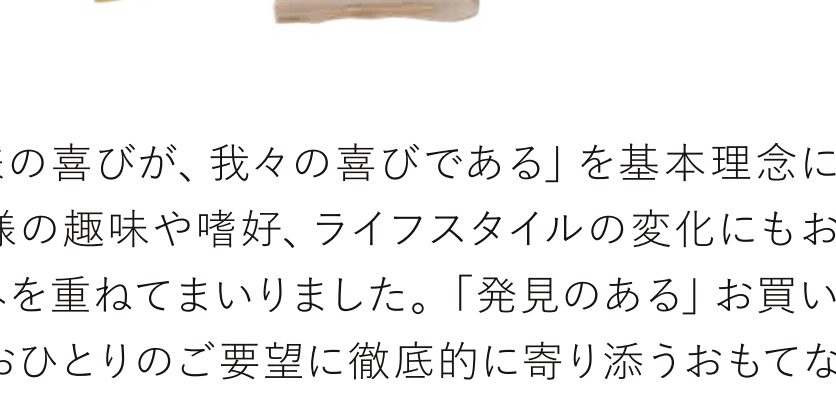 の喜びが、我々の喜びである」を基本理念に
様の趣味や嗜好、ライフスタイルの変化にもお
を重ねてまいりました。「発見のある」お買い
おひとりのご要望に徹底的に寄り添うおもてな